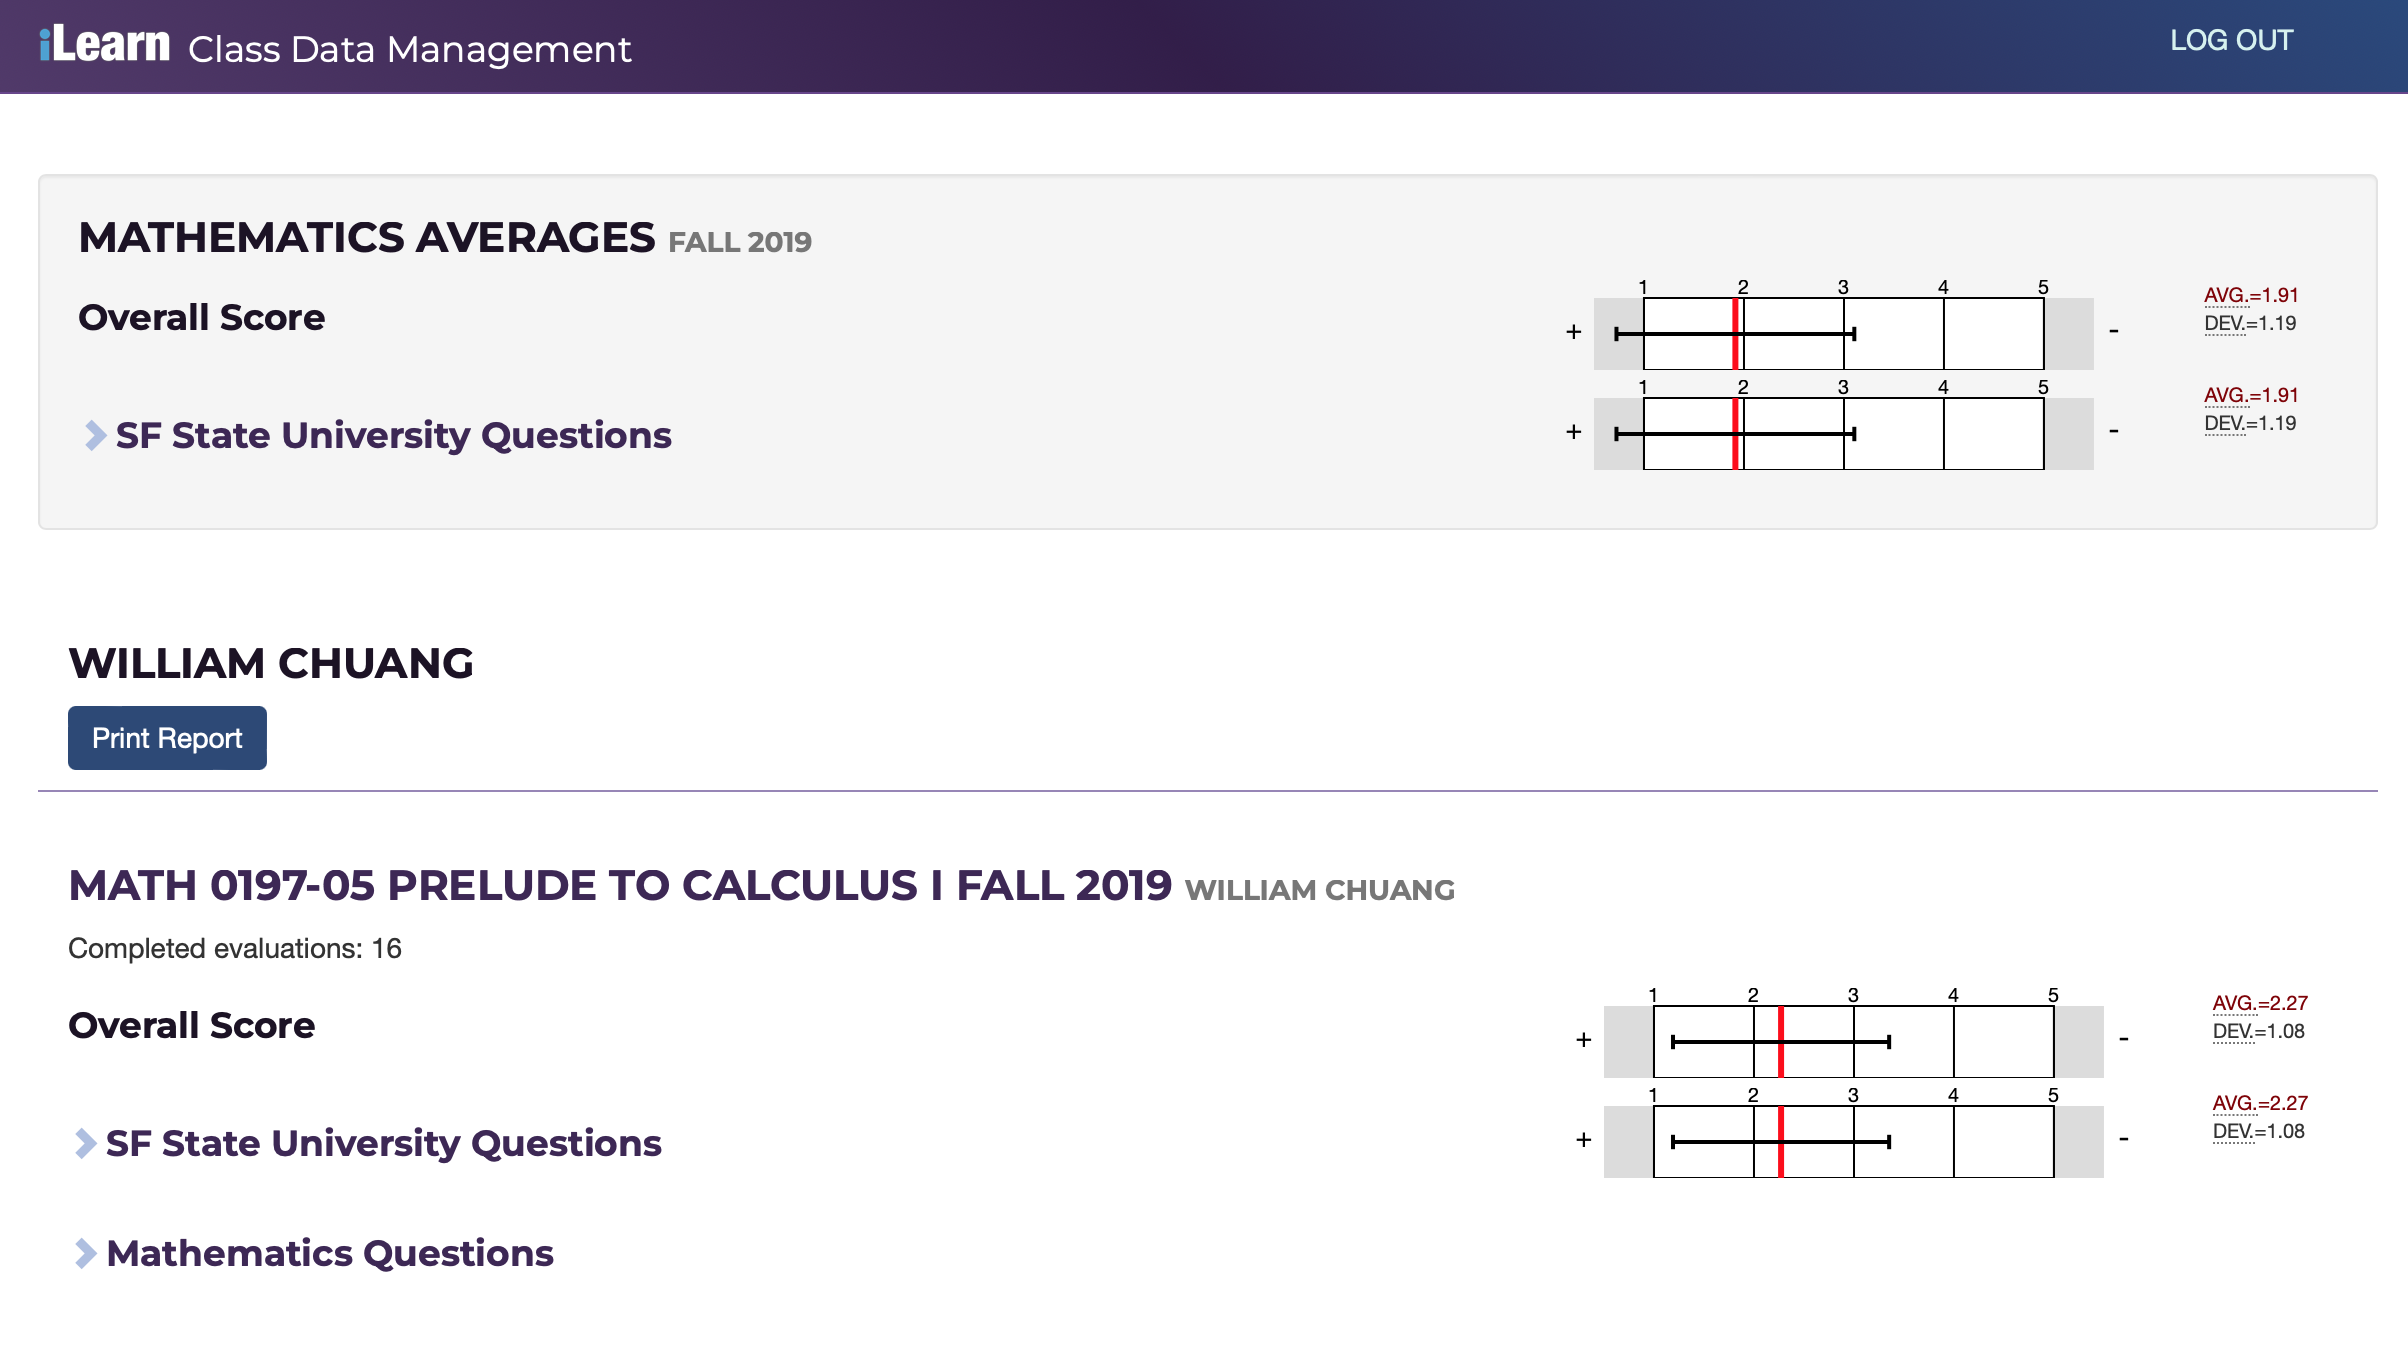 iLearn Class Data Management
LOG OUT
MATHEMATICS AVERAGES FALL 2019
Overall Score
1 2 3 4 5
+ -
AVG.=1.91
DEV.=1.19
SF State University Questions
1 2 3 4 5
+ -
AVG.=1.91
DEV.=1.19
WILLIAM CHUANG
Print Report
MATH 0197-05 PRELUDE TO CALCULUS I FALL 2019 WILLIAM CHUANG
Completed evaluations: 16
Overall Score
1 2 3 4 5
+ -
AVG.=2.27
DEV.=1.08
SF State University Questions
1 2 3 4 5
+ -
AVG.=2.27
DEV.=1.08
Mathematics Questions